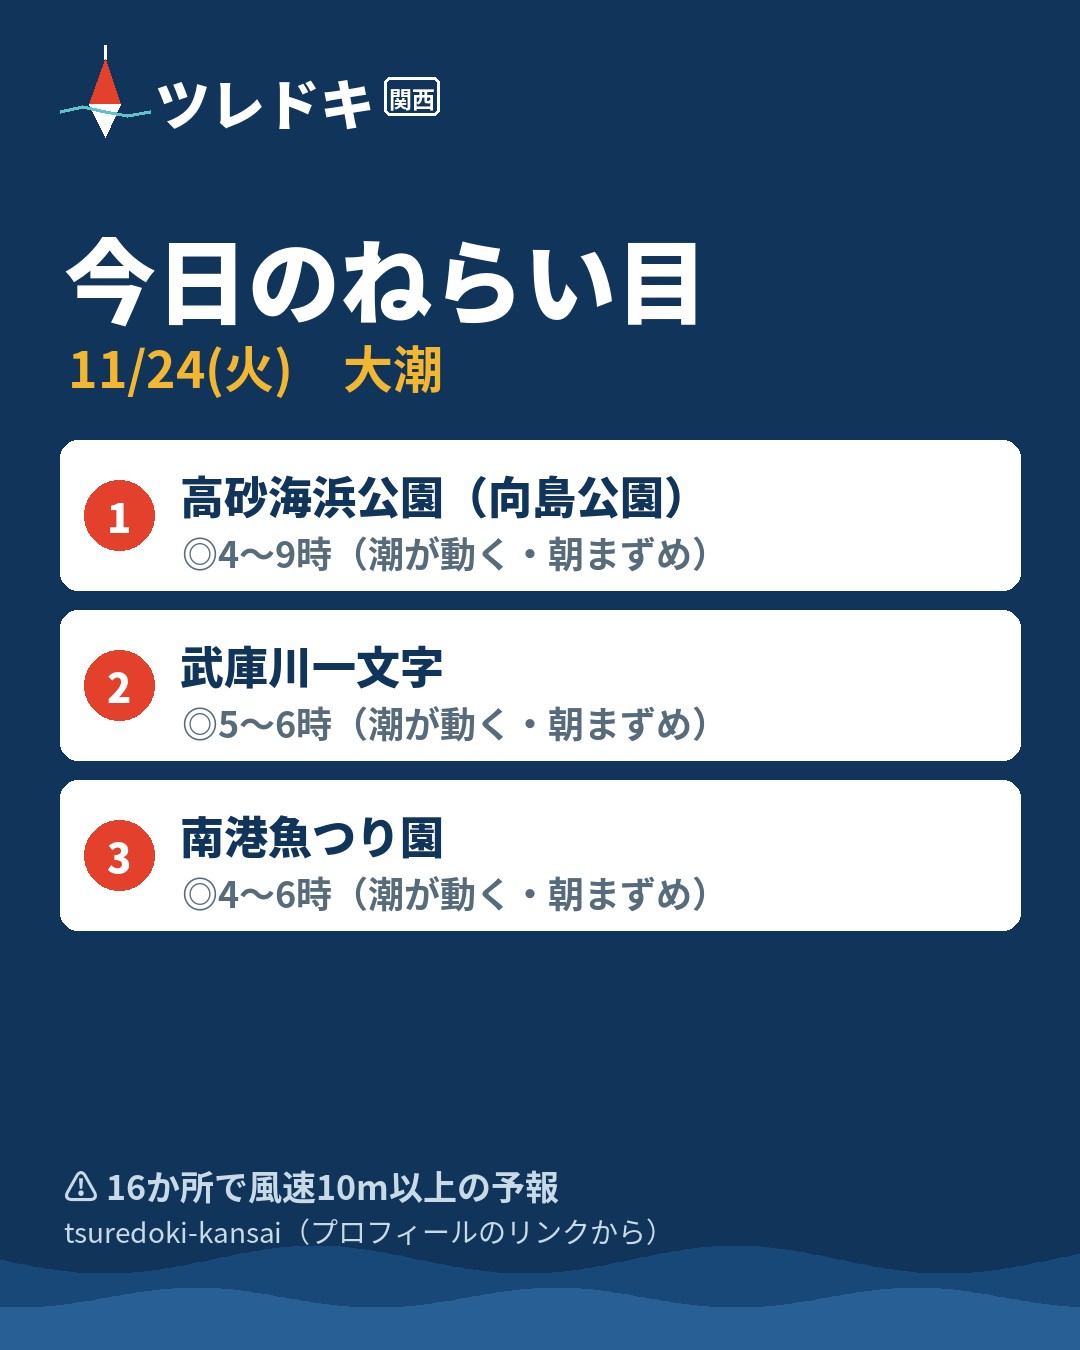 ツレドキ 関西
今日のねらい目
11/24(火)　大潮
1 高砂海浜公園（向島公園）
◎4～9時（潮が動く・朝まずめ）
2 武庫川一文字
◎5～6時（潮が動く・朝まずめ）
3 南港魚つり園
◎4～6時（潮が動く・朝まずめ）
⚠ 16か所で風速10m以上の予報
tsuredoki-kansai（プロフィールのリンクから）